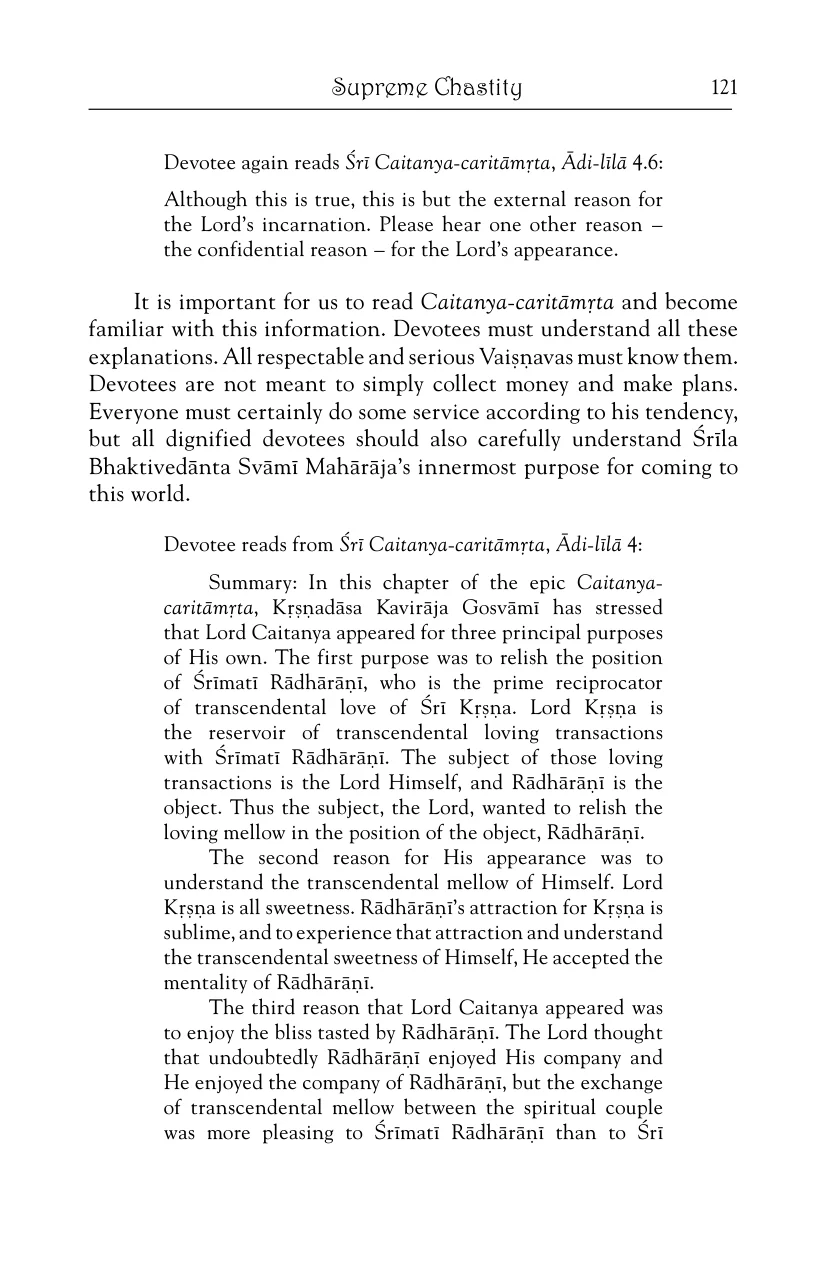 Supreme Chastity 121
Devotee again reads Śrī Caitanya-caritāmṛta, Ādi-līlā 4.6:
Although this is true, this is but the external reason for
the Lord's incarnation. Please hear one other reason –
the confidential reason – for the Lord's appearance.
It is important for us to read Caitanya-caritāmṛta and become
familiar with this information. Devotees must understand all these
explanations. All respectable and serious Vaiṣṇavas must know them.
Devotees are not meant to simply collect money and make plans.
Everyone must certainly do some service according to his tendency,
but all dignified devotees should also carefully understand Śrīla
Bhaktivedānta Svāmī Mahārāja's innermost purpose for coming to
this world.
Devotee reads from Śrī Caitanya-caritāmṛta, Ādi-līlā 4:
Summary: In this chapter of the epic Caitanya-
caritāmṛta, Kṛṣṇadāsa Kavirāja Gosvāmī has stressed
that Lord Caitanya appeared for three principal purposes
of His own. The first purpose was to relish the position
of Śrīmatī Rādhārāṇī, who is the prime reciprocator
of transcendental love of Śrī Kṛṣṇa. Lord Kṛṣṇa is
the reservoir of transcendental loving transactions
with Śrīmatī Rādhārāṇī. The subject of those loving
transactions is the Lord Himself, and Rādhārāṇī is the
object. Thus the subject, the Lord, wanted to relish the
loving mellow in the position of the object, Rādhārāṇī.
The second reason for His appearance was to
understand the transcendental mellow of Himself. Lord
Kṛṣṇa is all sweetness. Rādhārāṇī's attraction for Kṛṣṇa is
sublime, and to experience that attraction and understand
the transcendental sweetness of Himself, He accepted the
mentality of Rādhārāṇī.
The third reason that Lord Caitanya appeared was
to enjoy the bliss tasted by Rādhārāṇī. The Lord thought
that undoubtedly Rādhārāṇī enjoyed His company and
He enjoyed the company of Rādhārāṇī, but the exchange
of transcendental mellow between the spiritual couple
was more pleasing to Śrīmatī Rādhārāṇī than to Śrī